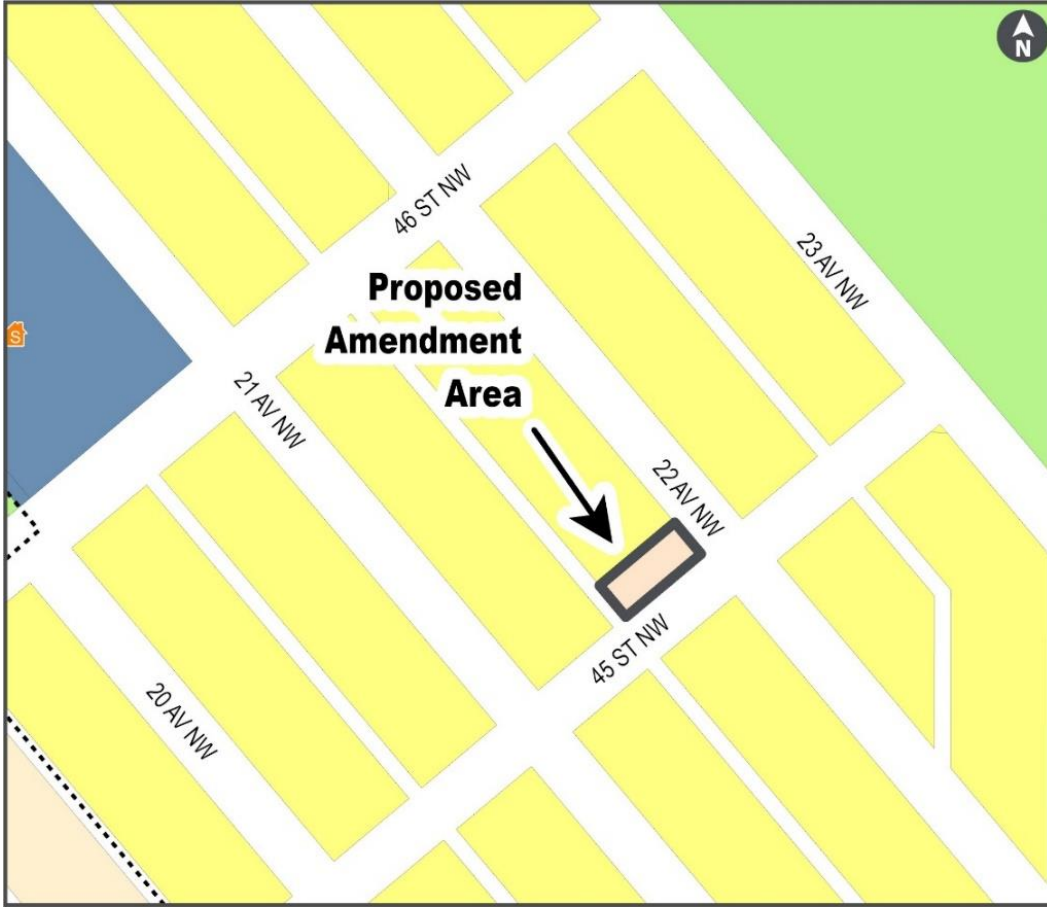 N
46 ST NW
23 AV NW
Proposed
Amendment
Area
S
21 AV NW
22 AV NW
45 ST NW
20 AV NW